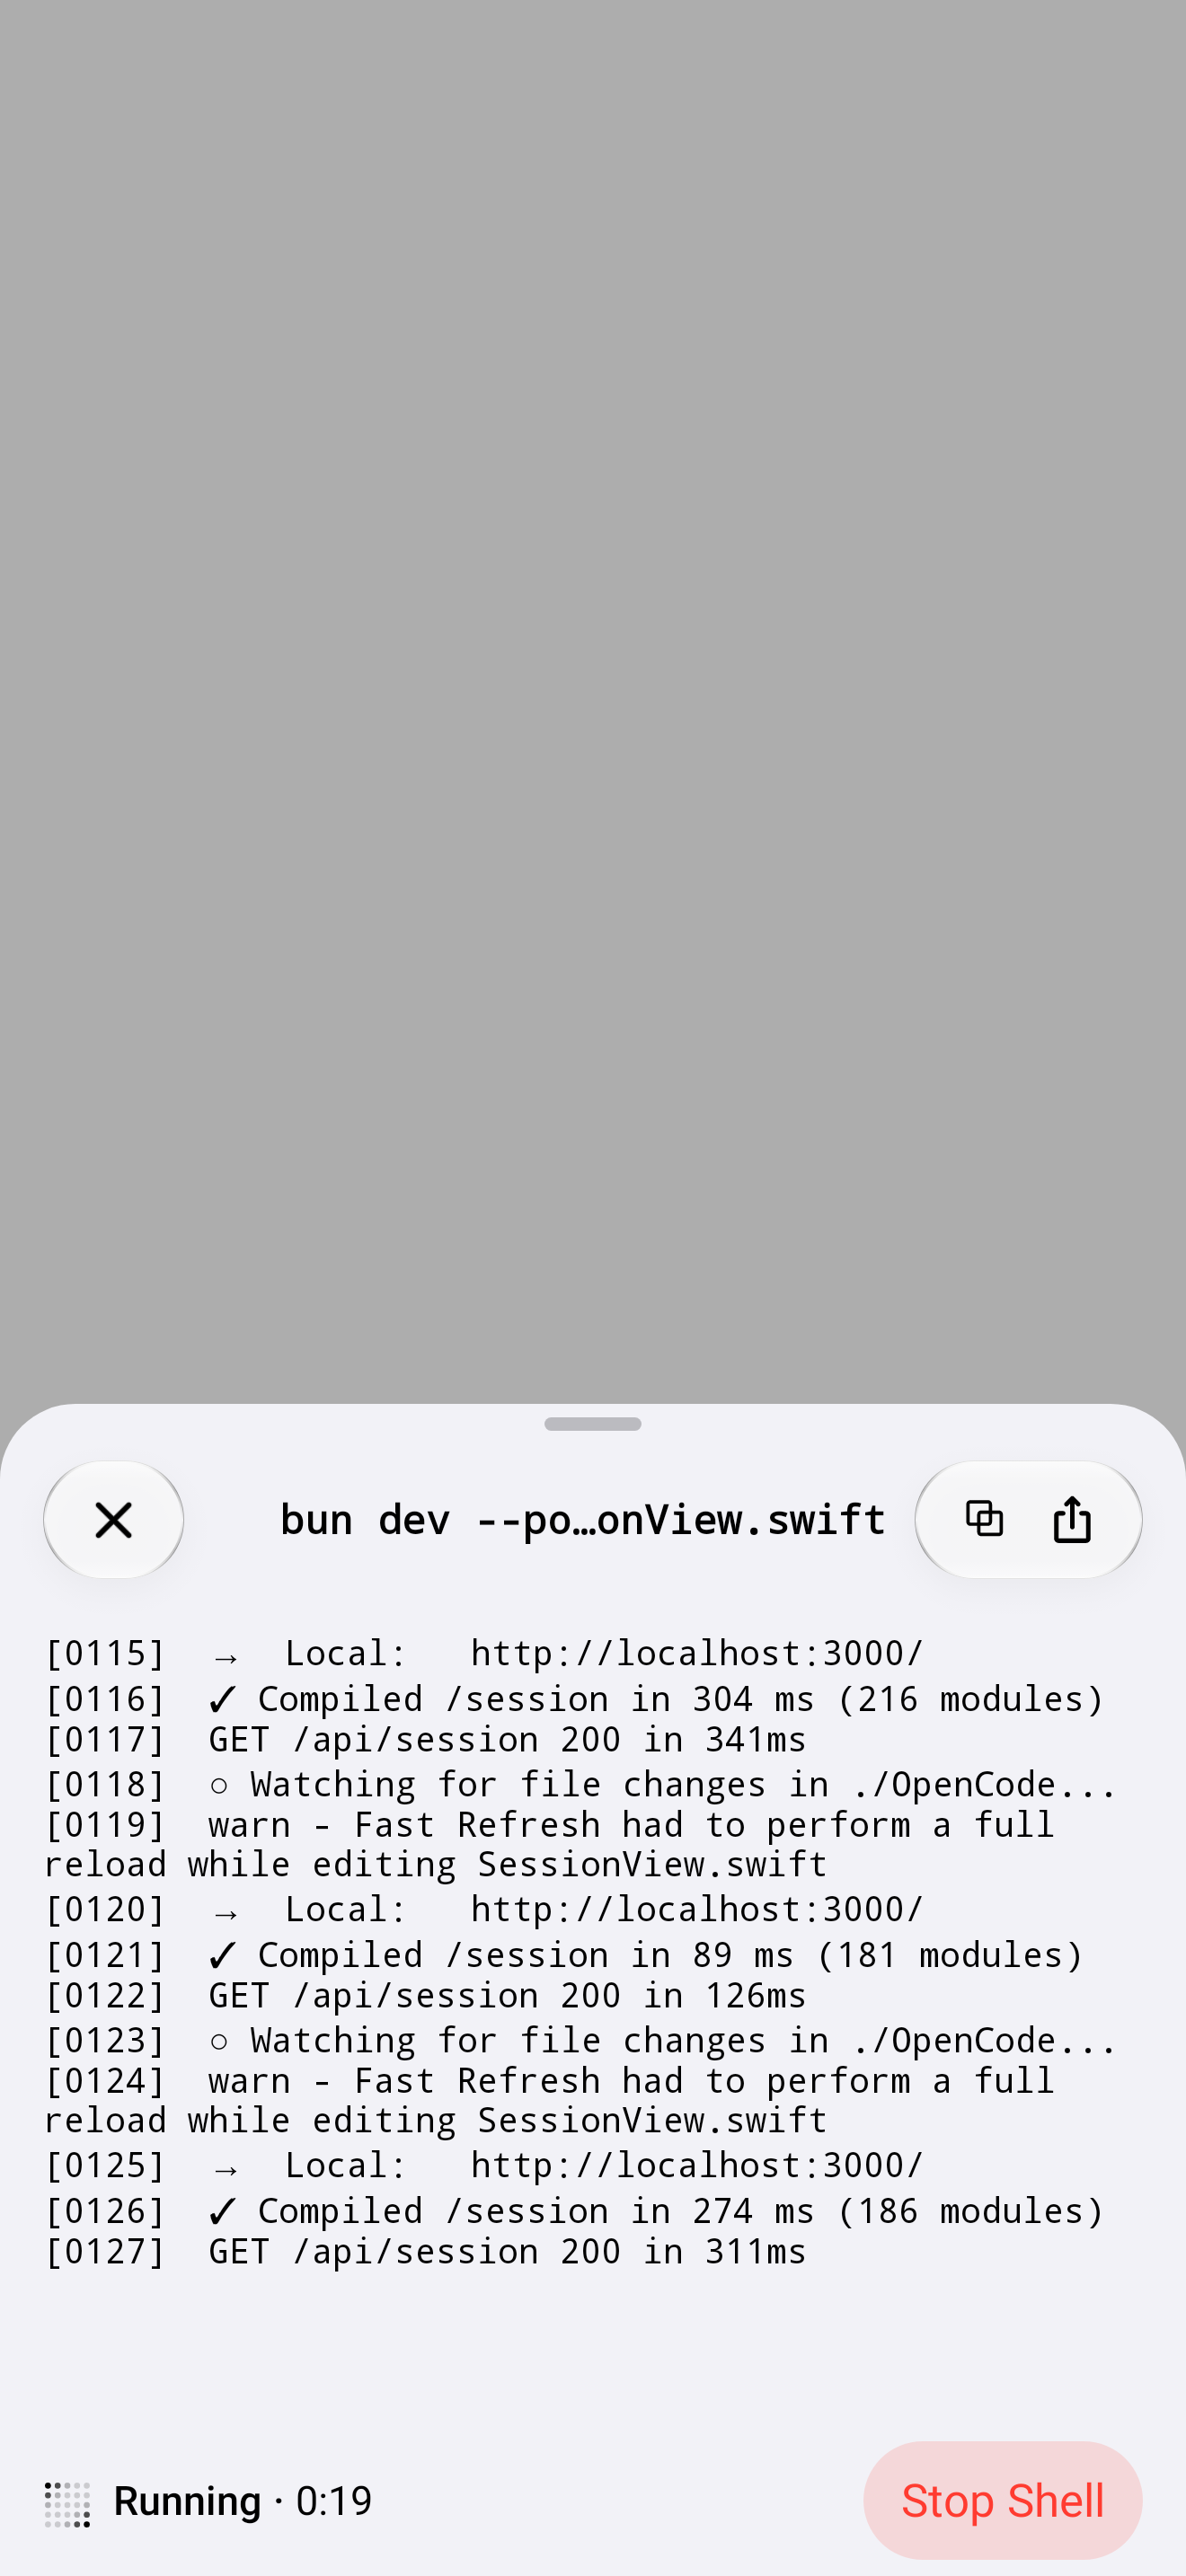 bun dev --po…onView.swift
[0115]  →  Local:   http://localhost:3000/
[0116]  ✓ Compiled /session in 304 ms (216 modules)
[0117]  GET /api/session 200 in 341ms
[0118]  ○ Watching for file changes in ./OpenCode...
[0119]  warn - Fast Refresh had to perform a full
reload while editing SessionView.swift
[0120]  →  Local:   http://localhost:3000/
[0121]  ✓ Compiled /session in 89 ms (181 modules)
[0122]  GET /api/session 200 in 126ms
[0123]  ○ Watching for file changes in ./OpenCode...
[0124]  warn - Fast Refresh had to perform a full
reload while editing SessionView.swift
[0125]  →  Local:   http://localhost:3000/
[0126]  ✓ Compiled /session in 274 ms (186 modules)
[0127]  GET /api/session 200 in 311ms
Running · 0:19
Stop Shell